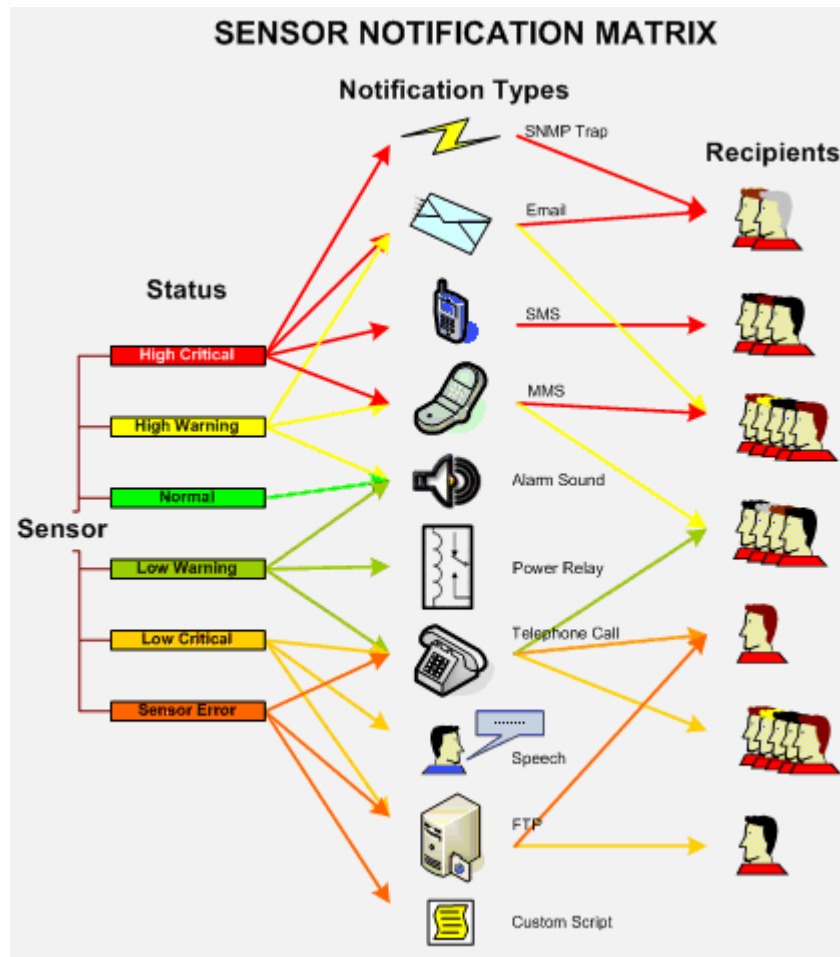 SENSOR NOTIFICATION MATRIX
Notification Types
SNMP Trap
Recipients
Email
Status
SMS
High Critical
MMS
High Warning
Alarm Sound
Normal
Sensor
Power Relay
Low Warning
Telephone Call
Low Critical
Sensor Error
Speech
FTP
Custom Script